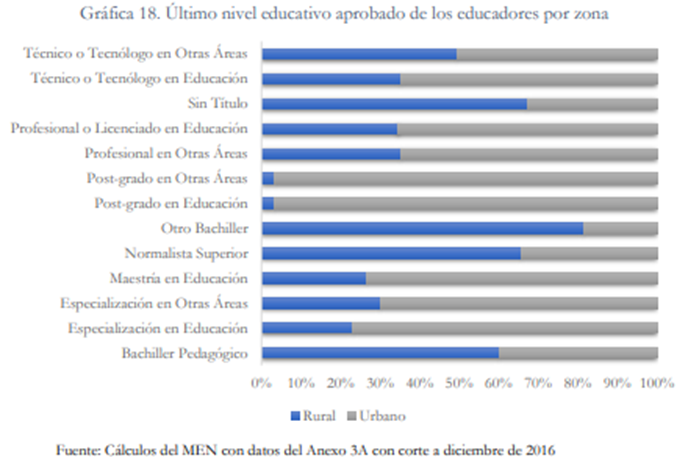 Gráfica 18. Último nivel educativo aprobado de los educadores por zona
Técnico o Tecnólogo en Otras Áreas
Técnico o Tecnólogo en Educación
Sin Título
Profesional o Licenciado en Educación
Profesional en Otras Áreas
Post-grado en Otras Áreas
Post-grado en Educación
Otro Bachiller
Normalista Superior
Maestría en Educación
Especialización en Otras Áreas
Especialización en Educación
Bachiller Pedagógico
0% 10% 20% 30% 40% 50% 60% 70% 80% 90% 100%
Rural Urbano
Fuente: Cálculos del MEN con datos del Anexo 3A con corte a diciembre de 2016